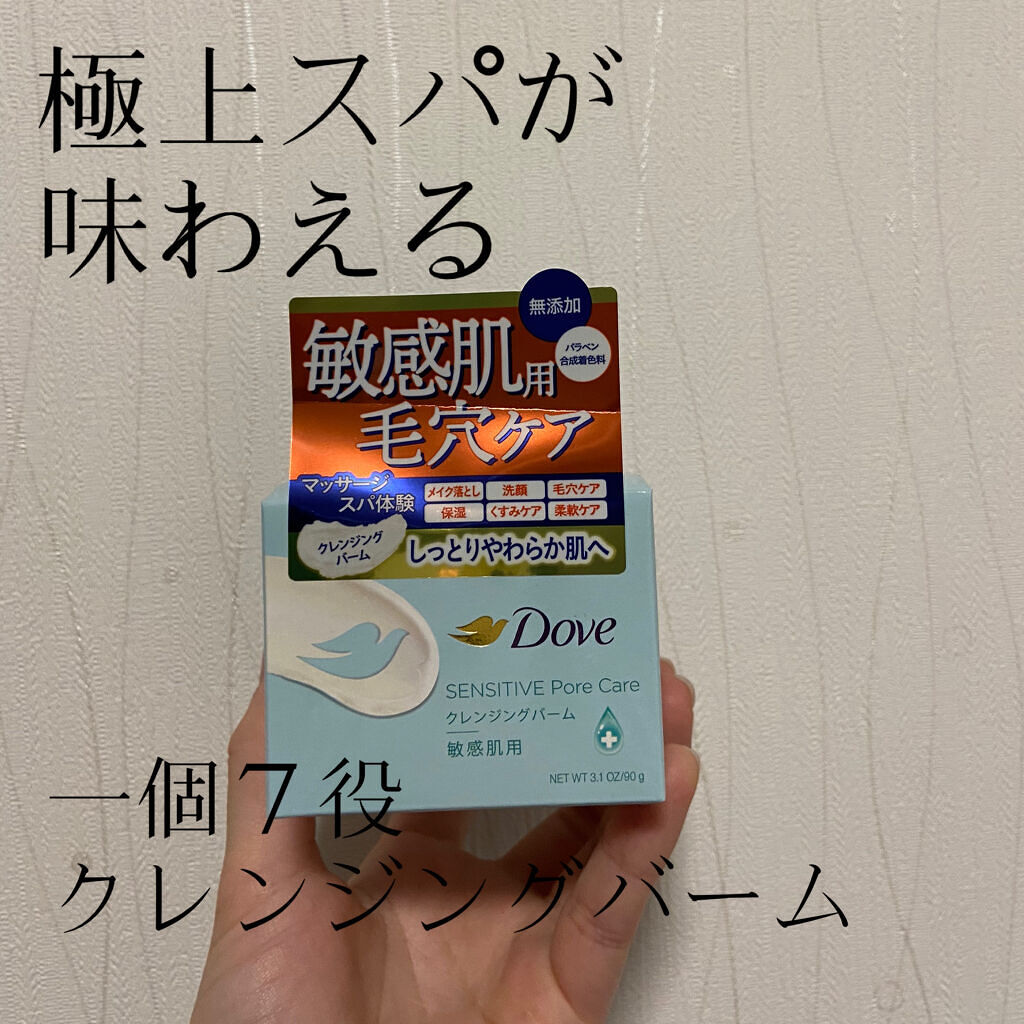 極上スパが
味わえる
無添加
パラベン
合成着色料
敏感肌用
毛穴ケア
マッサージ
スパ体験
メイク落とし 洗顔 毛穴ケア
保湿 くすみケア 柔軟ケア
クレンジング
バーム
しっとりやわらか肌へ
Dove
SENSITIVE Pore Care
クレンジングバーム
敏感肌用
NET WT 3.1 OZ/90 g
一個7役
クレンジングバーム